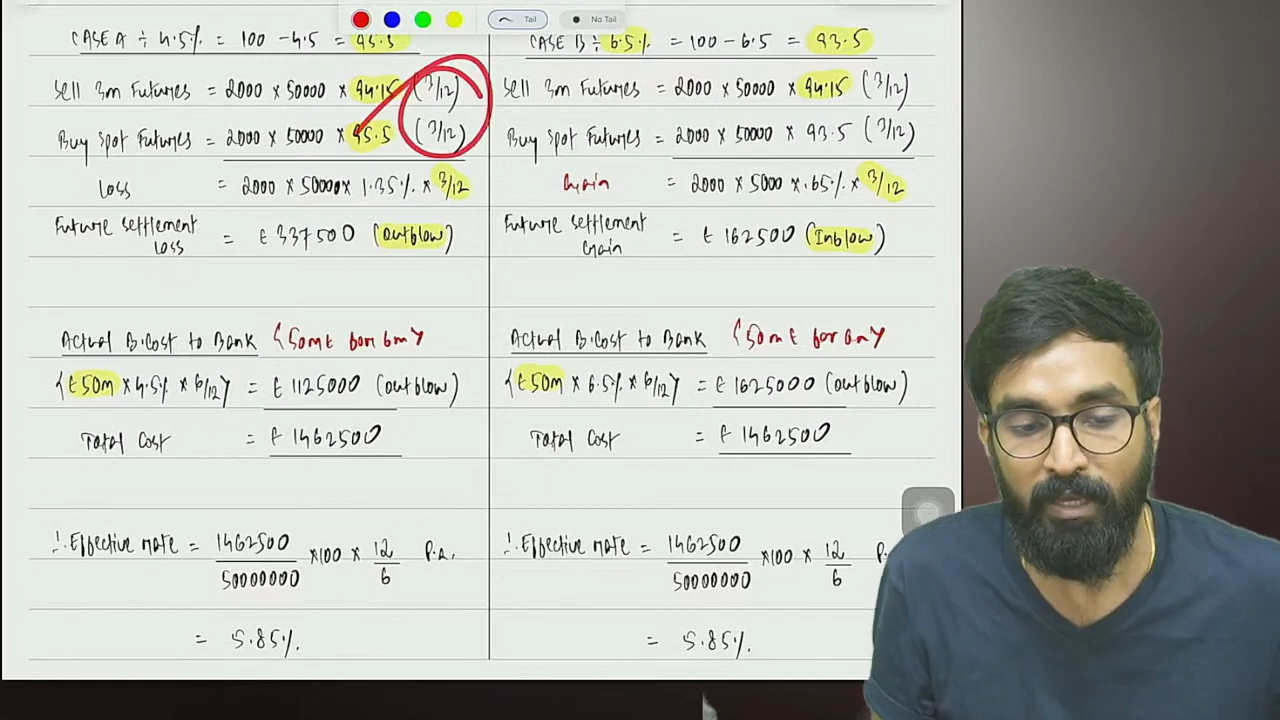 Tail
No Tail
CASE A ÷ 4.5% = 100 - 4.5 = 95.5
Sell 3m Futures = 2000 × 50000 × 94.15 (3/12)
Buy Spot Futures = 2000 × 50000 × 95.5 (3/12)
Loss = 2000 × 50000 × 1.35% × 3/12
Future Settlement
Loss = £ 337500 (Outflow)
Actual B.Cost to Bank {50m£ for 6m}
{£50m × 4.5% × 6/12} = £ 1125000 (outflow)
Total Cost = £ 1462500
∴ Effective rate = 1462500 / 50000000 × 100 × 12/6 P.A.
= 5.85%
CASE B ÷ 6.5% = 100 - 6.5 = 93.5
Sell 3m Futures = 2000 × 50000 × 94.15 (3/12)
Buy Spot Futures = 2000 × 50000 × 93.5 (3/12)
Gain = 2000 × 5000 × .65% × 3/12
Future Settlement
Gain = £ 162500 (Inflow)
Actual B.Cost to Bank {50m£ for 6m}
{£50m × 6.5% × 6/12} = £ 1625000 (outflow)
Total Cost = £ 1462500
∴ Effective rate = 1462500 / 50000000 × 100 × 12/6 P.
= 5.85%